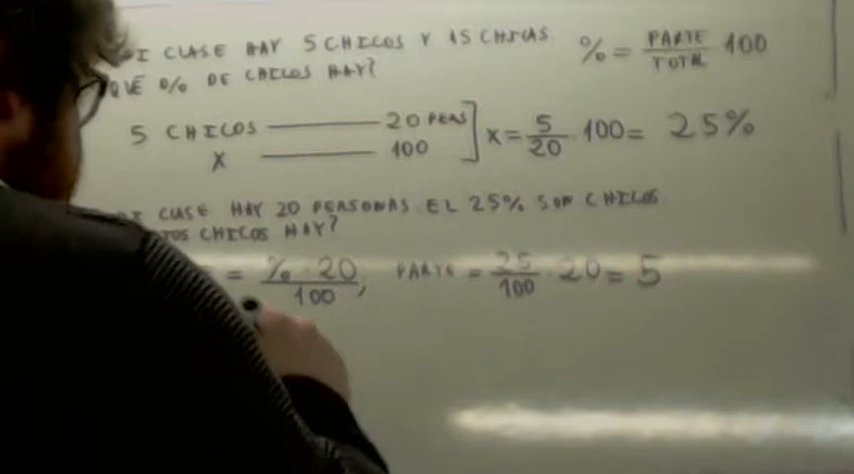 I CLASE HAY 5 CHICOS Y 15 CHICAS
QUÉ % DE CHICOS HAY?
% = PARTE/TOTAL 100
5 CHICOS — 20 PERS
X — 100
] X = 5/20 · 100 = 25%
I CLASE HAY 20 PERSONAS. EL 25% SON CHICOS
TOS CHICOS HAY?
= % · 20/100 ; PARTE = 25/100 · 20 = 5